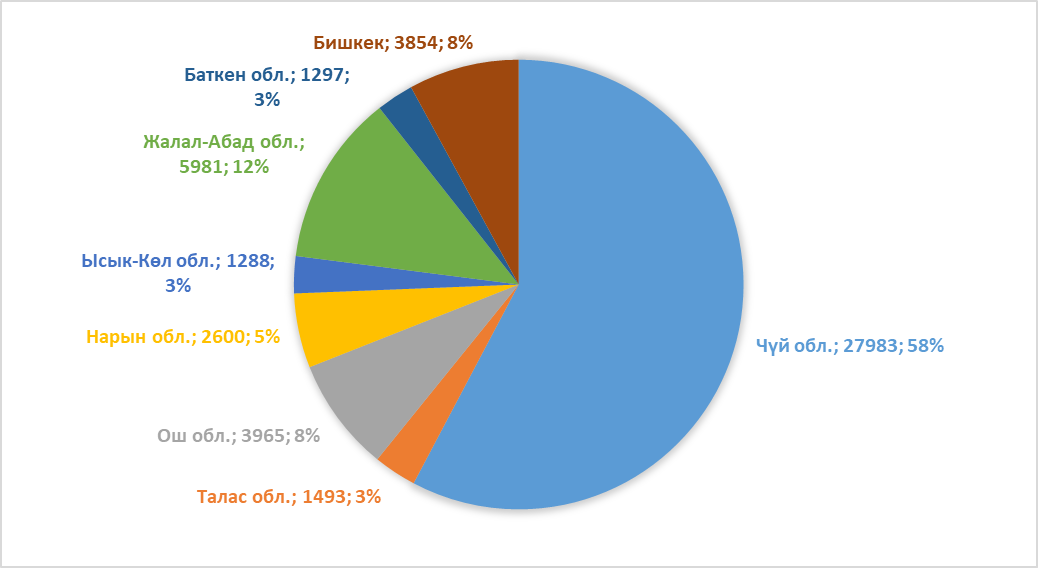 Бишкек; 3854; 8%
Баткен обл.; 1297;
3%
Жалал-Абад обл.;
5981; 12%
Ысык-Көл обл.; 1288;
3%
Нарын обл.; 2600; 5%
Чүй обл.; 27983; 58%
Ош обл.; 3965; 8%
Талас обл.; 1493; 3%